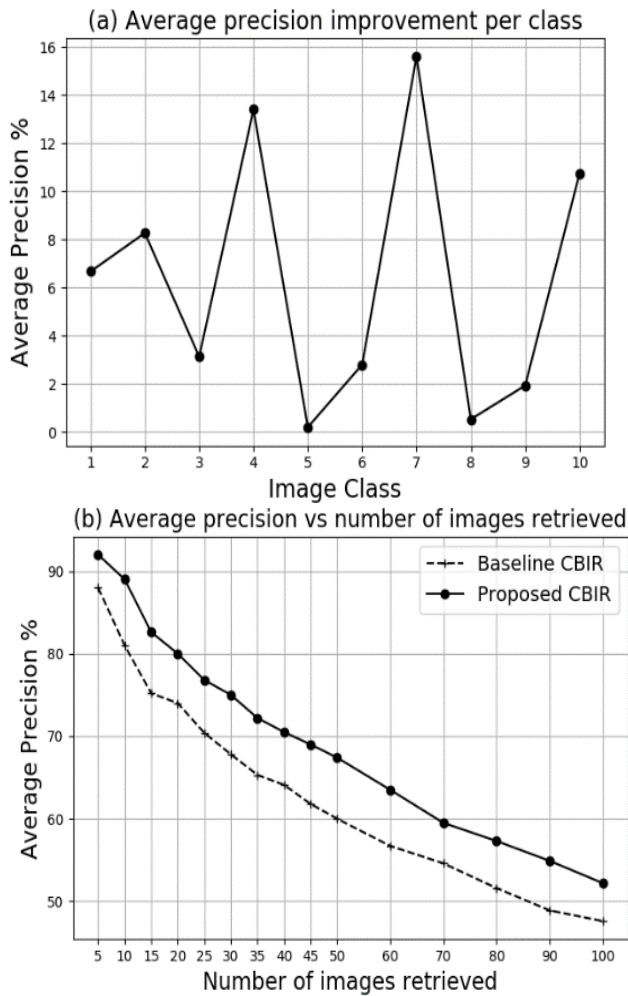 (a) Average precision improvement per class
16
14
12
10
8
6
4
2
0
Average Precision %
1 2 3 4 5 6 7 8 9 10
Image Class
(b) Average precision vs number of images retrieved
Baseline CBIR
Proposed CBIR
90
80
70
60
50
Average Precision %
5 10 15 20 25 30 35 40 45 50 60 70 80 90 100
Number of images retrieved